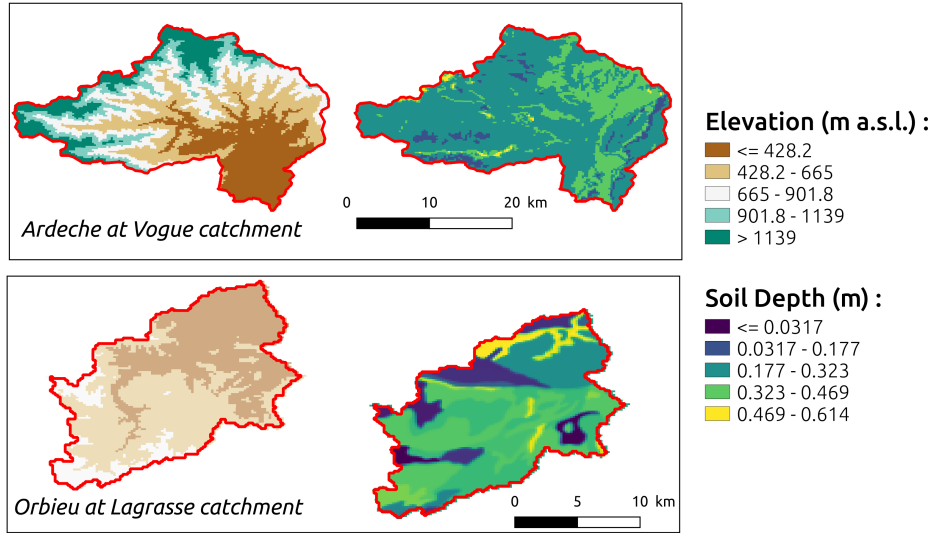 Ardeche at Vogue catchment
0 10 20 km
Orbieu at Lagrasse catchment
0 5 10 km
Elevation (m a.s.l.) :
<= 428.2
428.2 - 665
665 - 901.8
901.8 - 1139
> 1139
Soil Depth (m) :
<= 0.0317
0.0317 - 0.177
0.177 - 0.323
0.323 - 0.469
0.469 - 0.614